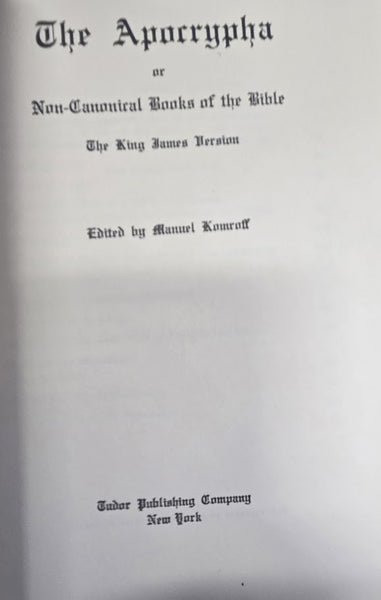 The Apocrypha
or
Non-Canonical Books of the Bible
The King James Version
Edited by Manuel Komroff
Tudor Publishing Company
New York